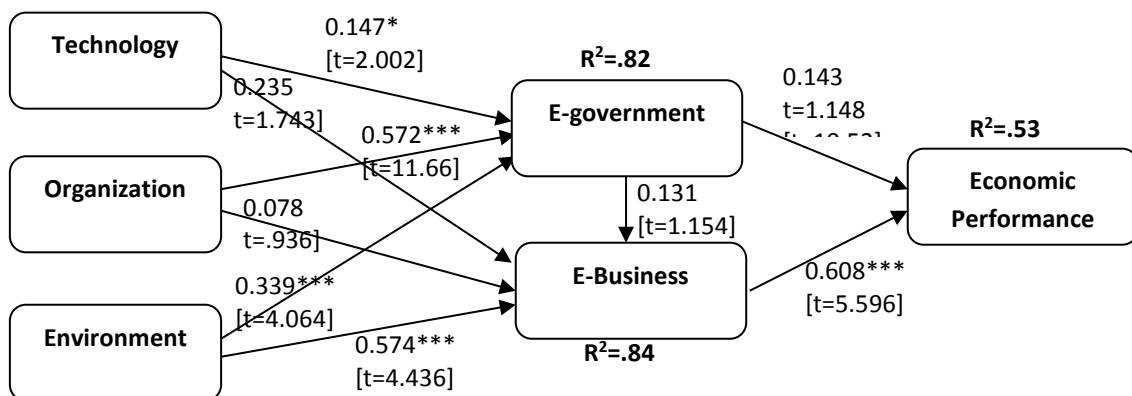 Technology
0.147*
[t=2.002]
0.235
t=1.743]
R²=.82
E-government
0.143
t=1.148
R²=.53
0.572***
[t=11.66]
Organization
0.078
t=.936]
0.131
[t=1.154]
Economic
Performance
E-Business
0.608***
[t=5.596]
Environment
0.339***
[t=4.064]
0.574***
[t=4.436]
R²=.84